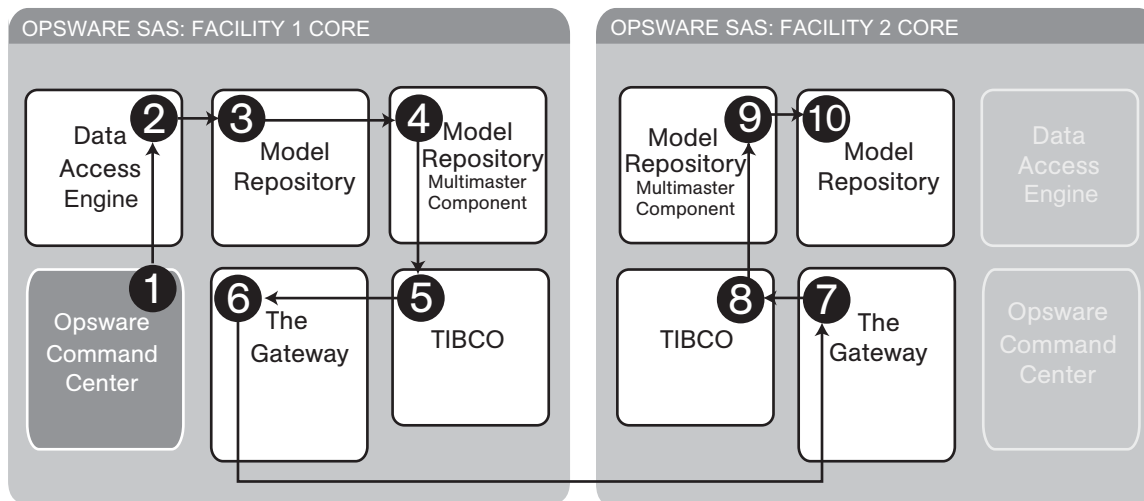 OPSWARE SAS: FACILITY 1 CORE
2
Data
Access
Engine
3
Model
Repository
4
Model
Repository
Multimaster
Component
1
Opsware
Command
Center
6
The
Gateway
5
TIBCO
OPSWARE SAS: FACILITY 2 CORE
9
Model
Repository
Multimaster
Component
10
Model
Repository
Data
Access
Engine
8
TIBCO
7
The
Gateway
Opsware
Command
Center